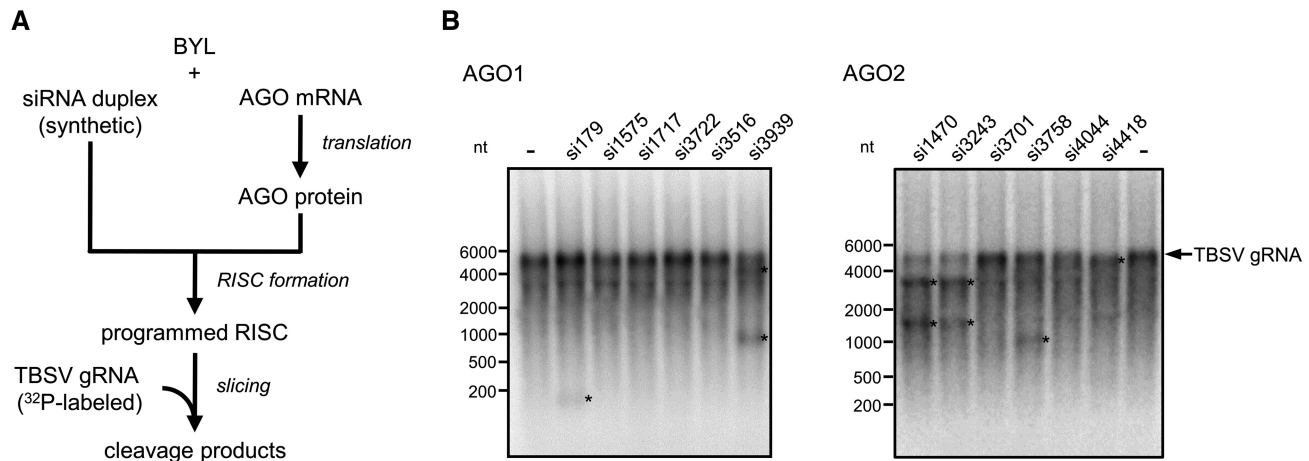 A
BYL
+
siRNA duplex
(synthetic)
AGO mRNA
translation
AGO protein
RISC formation
programmed RISC
TBSV gRNA
(32P-labeled)
slicing
cleavage products
B
AGO1
nt
-
si179
si1575
si1717
si3722
si3516
si3939
6000
4000
2000
1000
500
200
*
*
*
AGO2
nt
si1470
si3243
si3701
si3758
si4044
si4418
-
6000
4000
2000
1000
500
200
*
*
*
*
*
*
TBSV gRNA